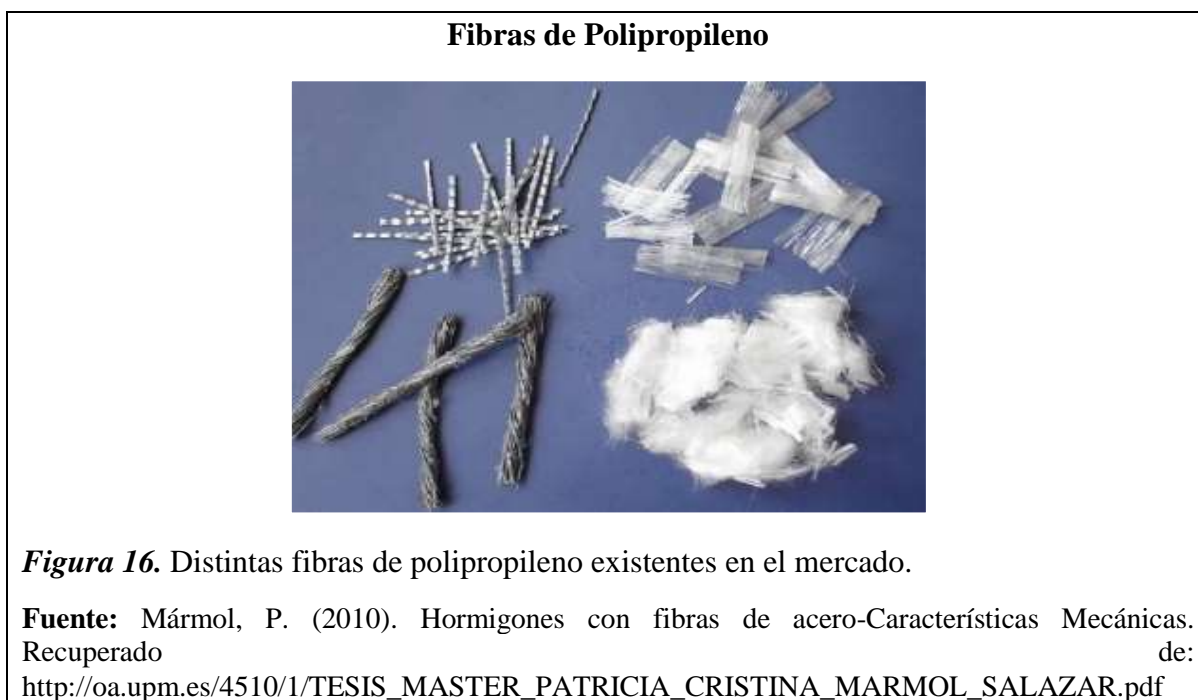 Fibras de Polipropileno
Figura 16. Distintas fibras de polipropileno existentes en el mercado.
Fuente: Mármol, P. (2010). Hormigones con fibras de acero-Características Mecánicas.
Recuperado de:
http://oa.upm.es/4510/1/TESIS_MASTER_PATRICIA_CRISTINA_MARMOL_SALAZAR.pdf